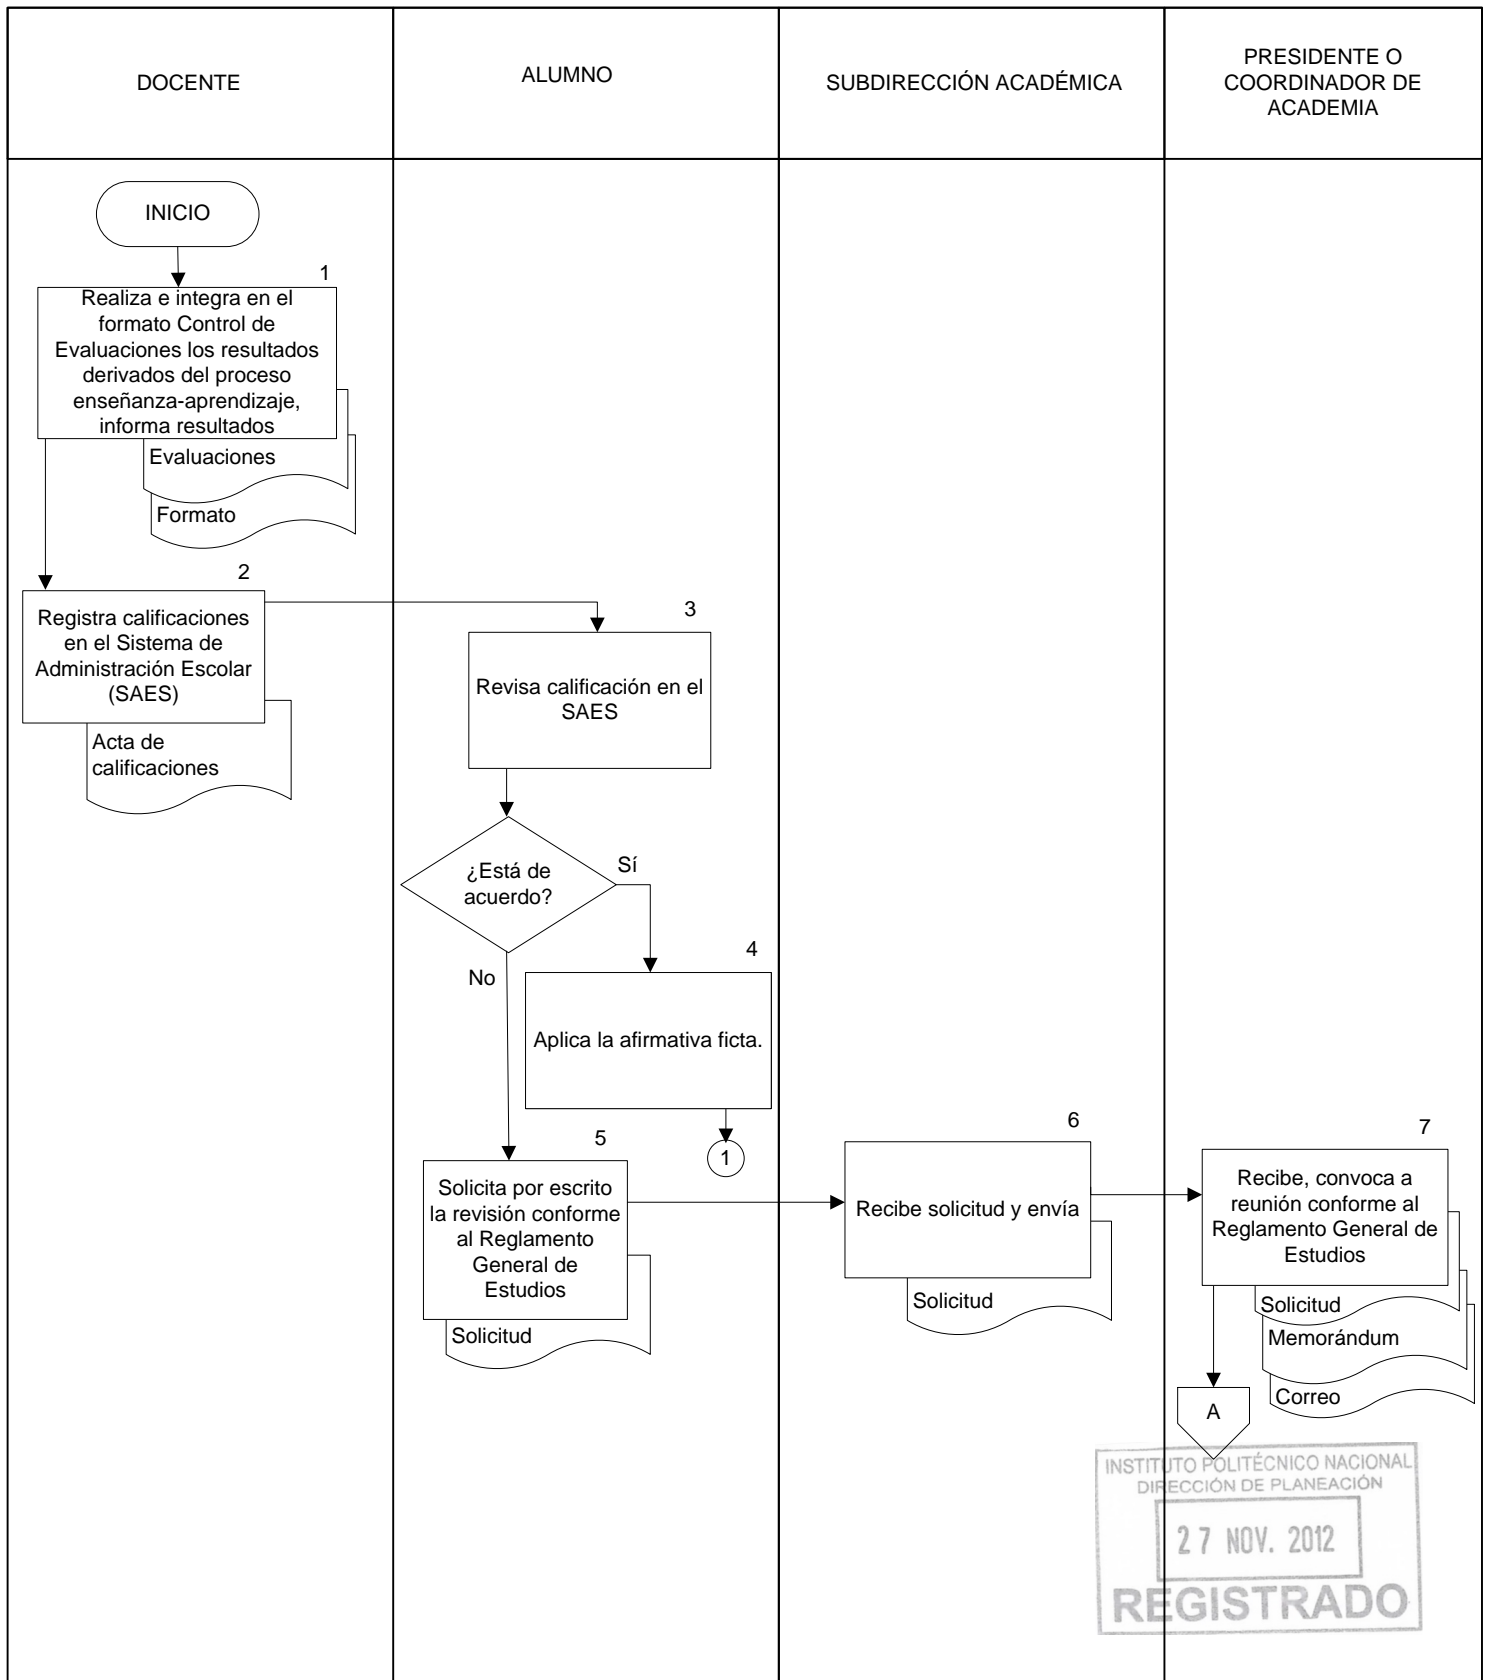 DOCENTE
ALUMNO
SUBDIRECCIÓN ACADÉMICA
PRESIDENTE O
COORDINADOR DE
ACADEMIA
INICIO
1
Realiza e integra en el
formato Control de
Evaluaciones los resultados
derivados del proceso
enseñanza-aprendizaje,
informa resultados
Evaluaciones
Formato
2
Registra calificaciones
en el Sistema de
Administración Escolar
(SAES)
Acta de
calificaciones
3
Revisa calificación en el
SAES
¿Está de
acuerdo?
Sí
No
4
Aplica la afirmativa ficta.
1
5
Solicita por escrito
la revisión conforme
al Reglamento
General de
Estudios
Solicitud
6
Recibe solicitud y envía
Solicitud
7
Recibe, convoca a
reunión conforme al
Reglamento General de
Estudios
Solicitud
Memorándum
Correo
A
INSTITUTO POLITÉCNICO NACIONAL
DIRECCIÓN DE PLANEACIÓN
27 NOV. 2012
REGISTRADO